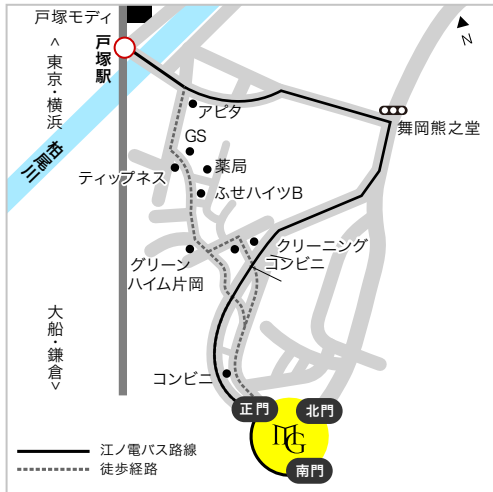 戸塚モディ
戸塚駅
< 東京・横浜
N
柏尾川
アピタ
舞岡熊之堂
GS
薬局
ティップネス
ふせハイツB
クリーニング
コンビニ
グリーン
ハイム片岡
大船・鎌倉 >
コンビニ
正門
北門
MG
南門
江ノ電バス路線
徒歩経路